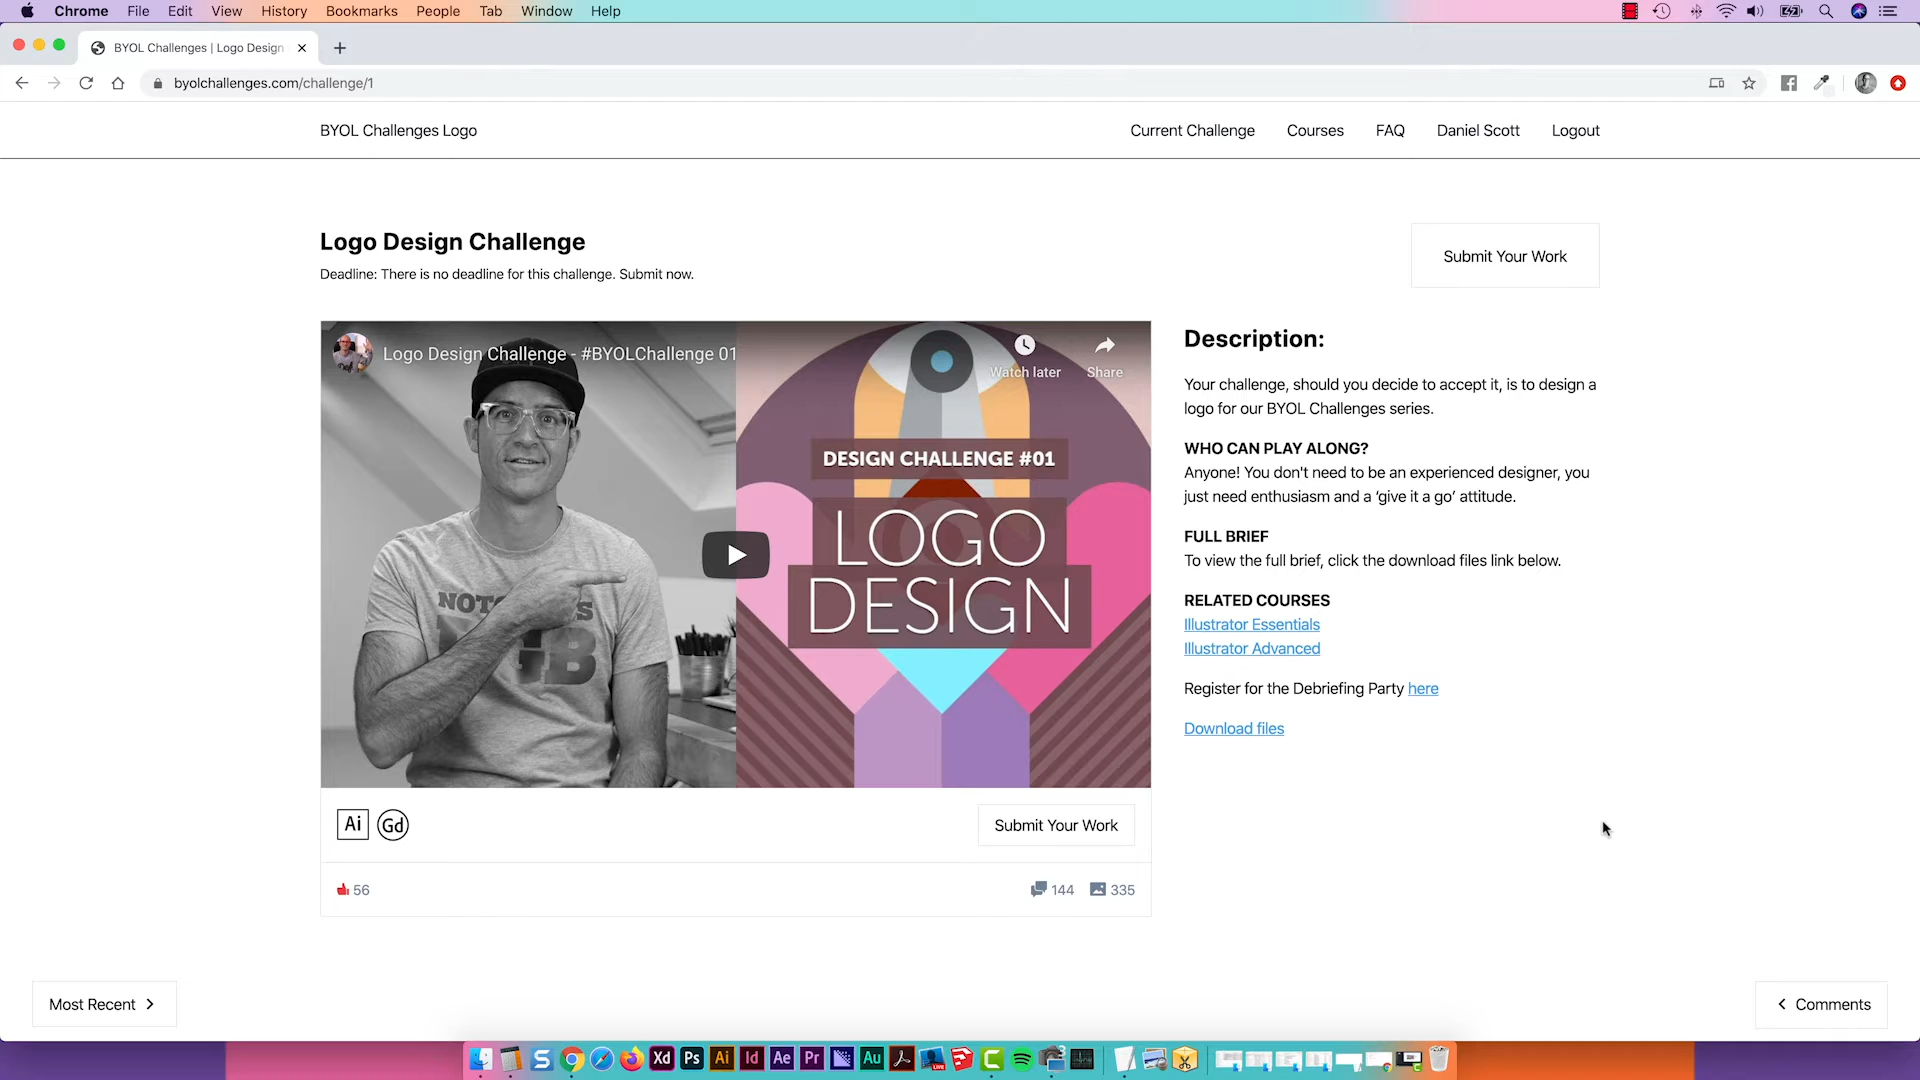 Chrome File Edit View History Bookmarks People Tab Window Help
BYOL Challenges | Logo Design
byolchallenges.com/challenge/1
BYOL Challenges Logo
Current Challenge Courses FAQ Daniel Scott Logout
Logo Design Challenge
Deadline: There is no deadline for this challenge. Submit now.
Submit Your Work
Logo Design Challenge - #BYOLChallenge 01
Watch later
Share
DESIGN CHALLENGE #01
LOGO
DESIGN
Ai Gd
Submit Your Work
56
144 335
Description:
Your challenge, should you decide to accept it, is to design a
logo for our BYOL Challenges series.
WHO CAN PLAY ALONG?
Anyone! You don't need to be an experienced designer, you
just need enthusiasm and a ‘give it a go’ attitude.
FULL BRIEF
To view the full brief, click the download files link below.
RELATED COURSES
Illustrator Essentials
Illustrator Advanced
Register for the Debriefing Party here
Download files
Most Recent
Comments
Xd Ps Ai Id Ae Pr Au